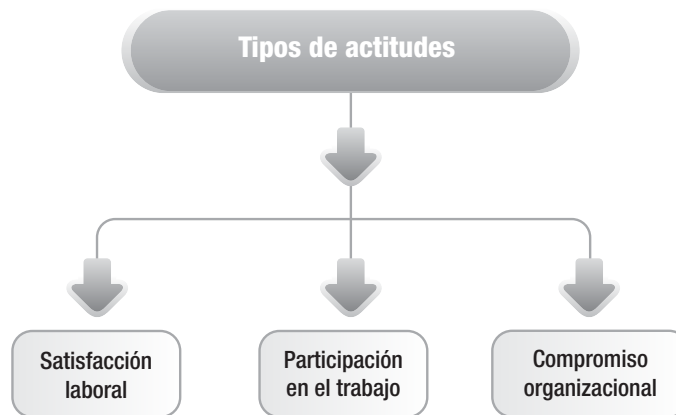 Tipos de actitudes
Satisfacción
laboral
Participación
en el trabajo
Compromiso
organizacional